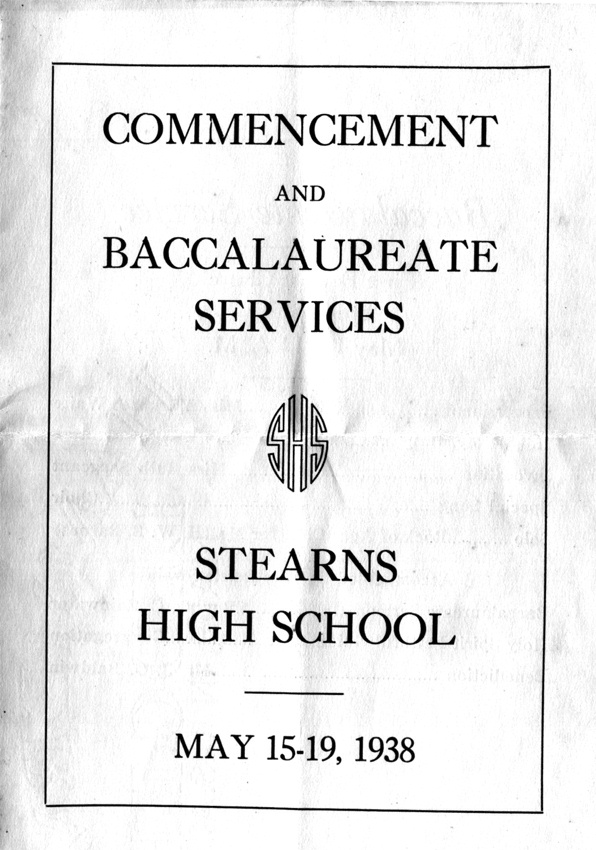 COMMENCEMENT
AND
BACCALAUREATE
SERVICES
SHS
STEARNS
HIGH SCHOOL
MAY 15-19, 1938